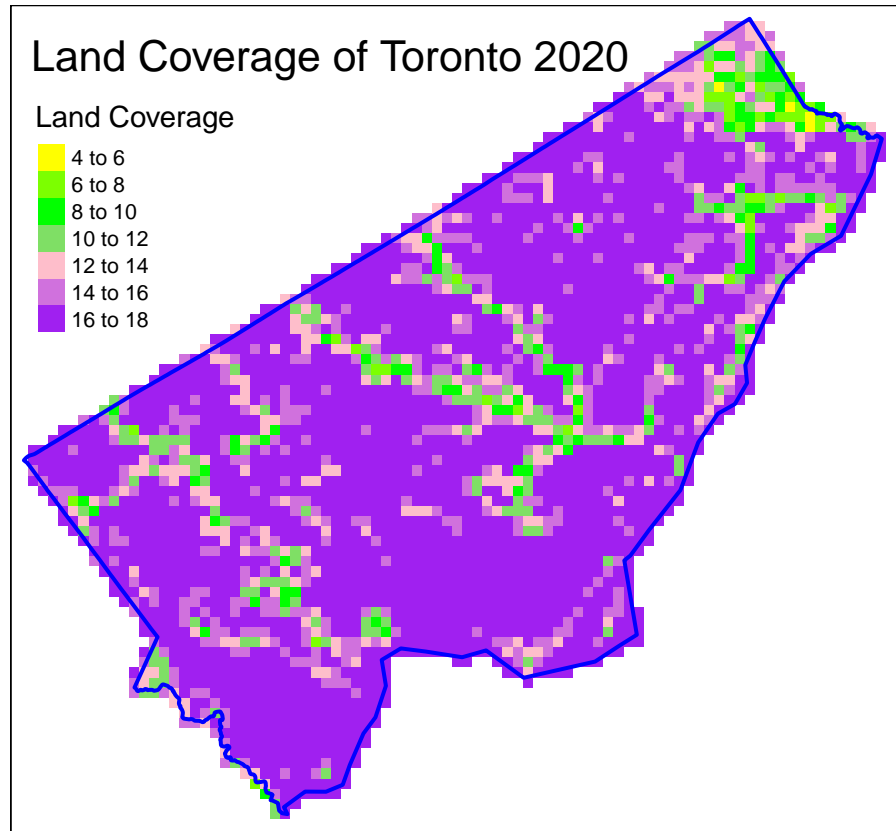 Land Coverage of Toronto 2020
Land Coverage
4 to 6
6 to 8
8 to 10
10 to 12
12 to 14
14 to 16
16 to 18